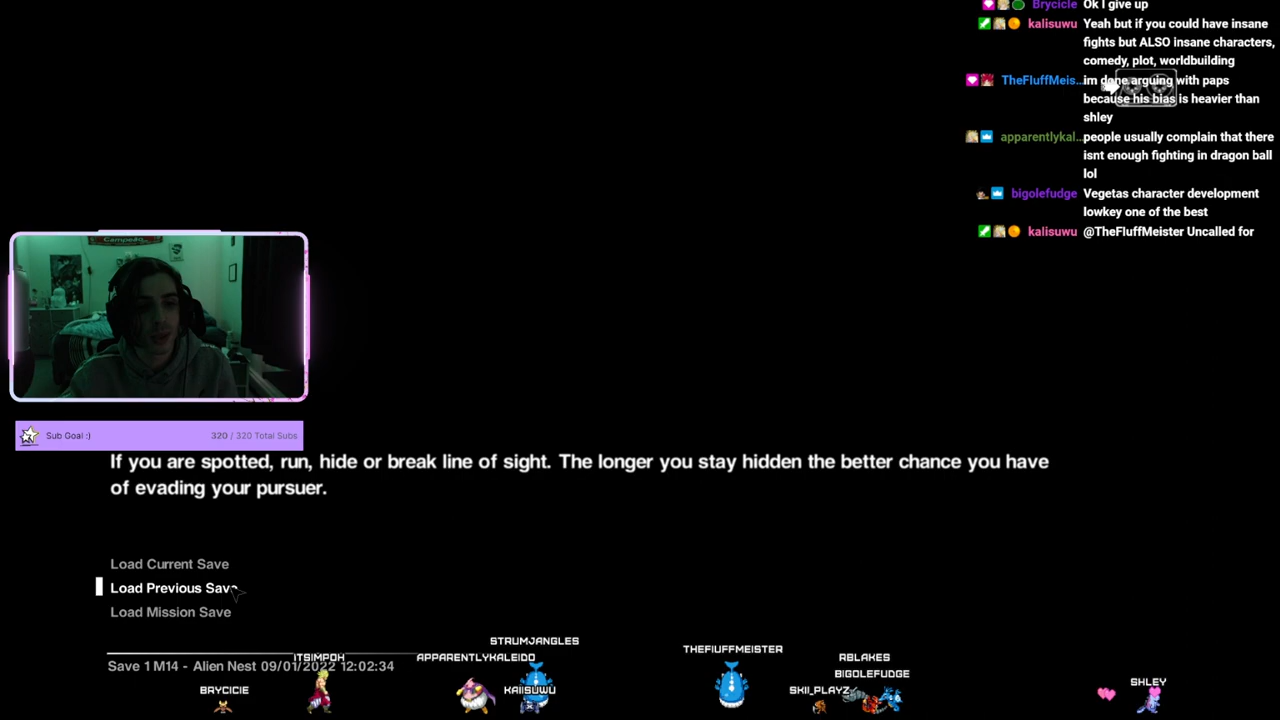 Brycicle Ok I give up
kalisuwu Yeah but if you could have insane
fights but ALSO insane characters,
comedy, plot, worldbuilding
TheFluffMeis... im done arguing with paps
because his bias is heavier than
shley
apparentlykal... people usually complain that there
isnt enough fighting in dragon ball
lol
bigolefudge Vegetas character development
lowkey one of the best
kalisuwu @TheFluffMeister Uncalled for
Campeão
Sub Goal :) 320 / 320 Total Subs
If you are spotted, run, hide or break line of sight. The longer you stay hidden the better chance you have
of evading your pursuer.
Load Current Save
Load Previous Save
Load Mission Save
Save 1 M14 - Alien Nest 09/01/2022 12:02:34
STRUMJANGLES
ITSIMPOH
APPARENTLYKALEIDO
THEFLUFFMEISTER
RBLAKES
BIGOLEFUDGE
BRYCICIE
KAIISUWU
SKII_PLAYZ
SHLEY